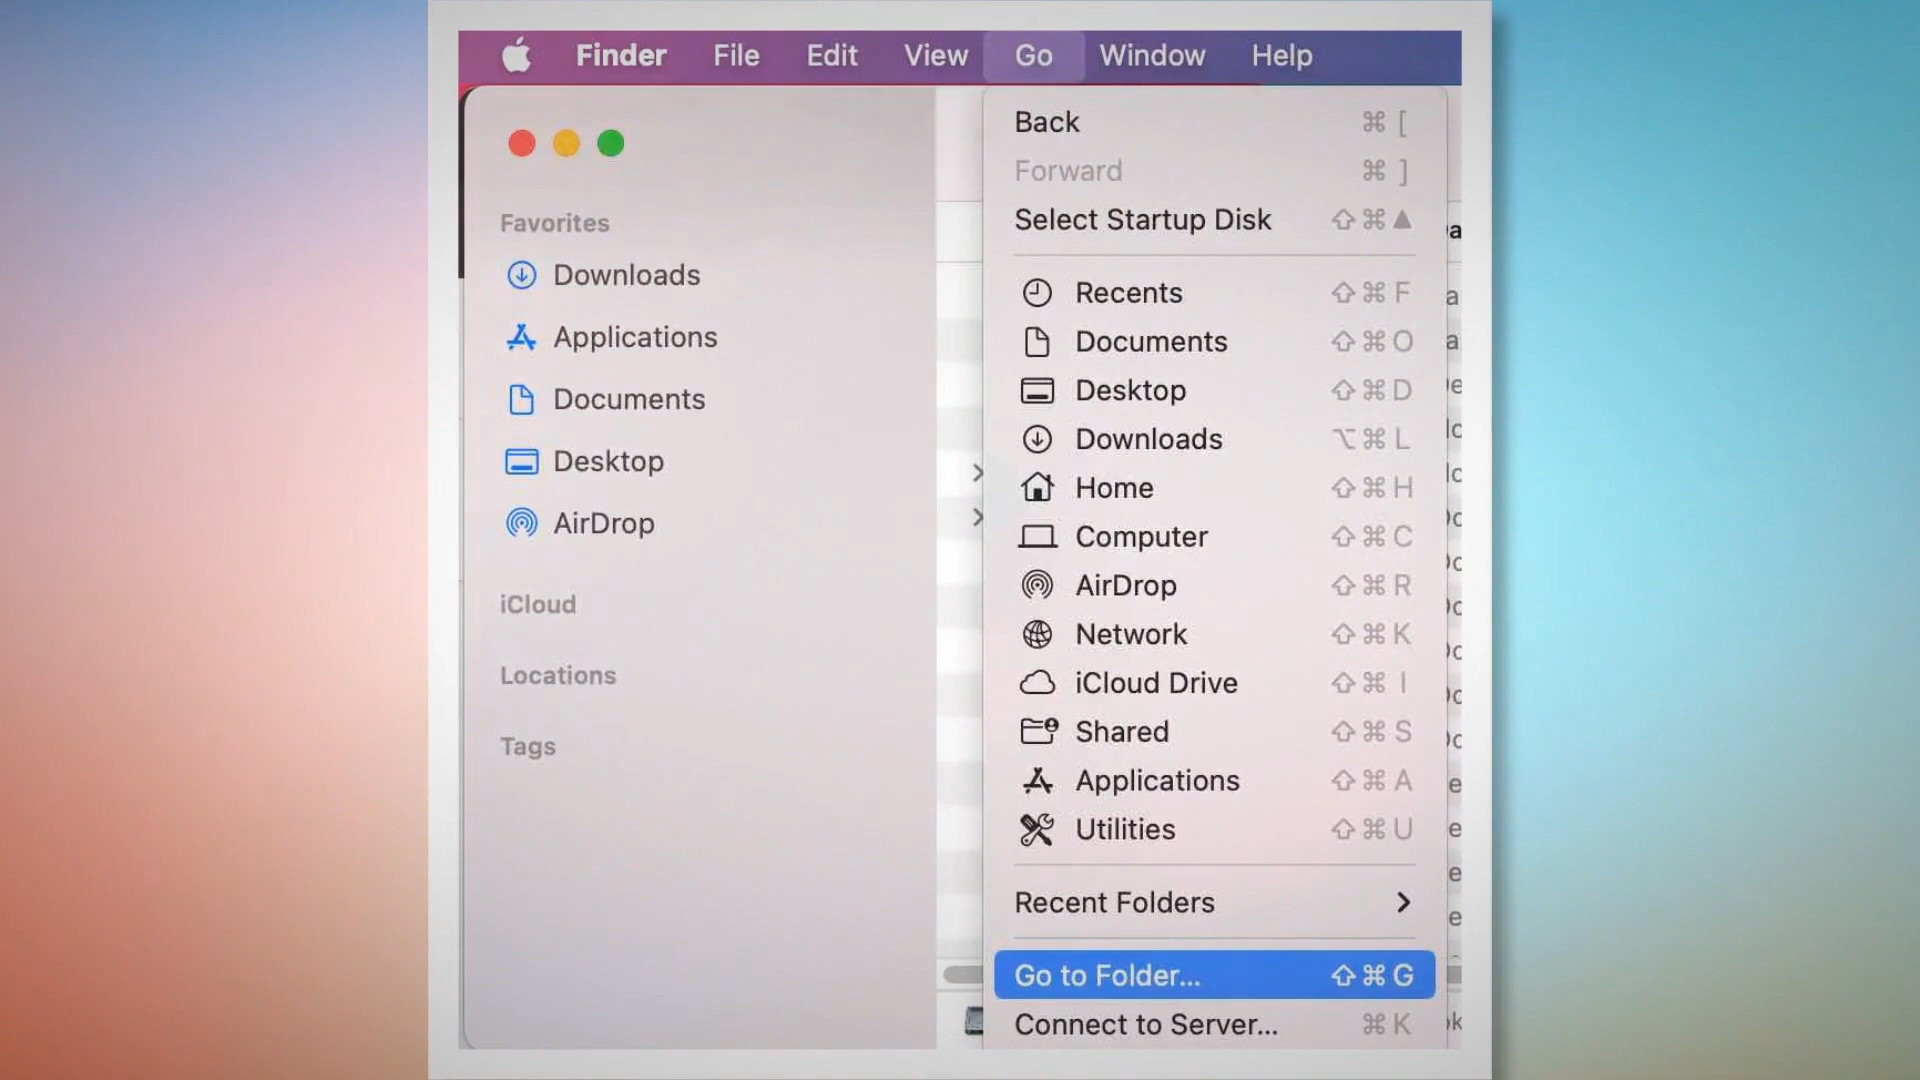 Finder File Edit View Go Window Help
Favorites
Downloads
Applications
Documents
Desktop
AirDrop
iCloud
Locations
Tags
Back ⌘ [
Forward ⌘ ]
Select Startup Disk ⇧⌘▲
Recents ⇧⌘F
Documents ⇧⌘O
Desktop ⇧⌘D
Downloads ⌥⌘L
Home ⇧⌘H
Computer ⇧⌘C
AirDrop ⇧⌘R
Network ⇧⌘K
iCloud Drive ⇧⌘I
Shared ⇧⌘S
Applications ⇧⌘A
Utilities ⇧⌘U
Recent Folders
Go to Folder... ⇧⌘G
Connect to Server... ⌘K